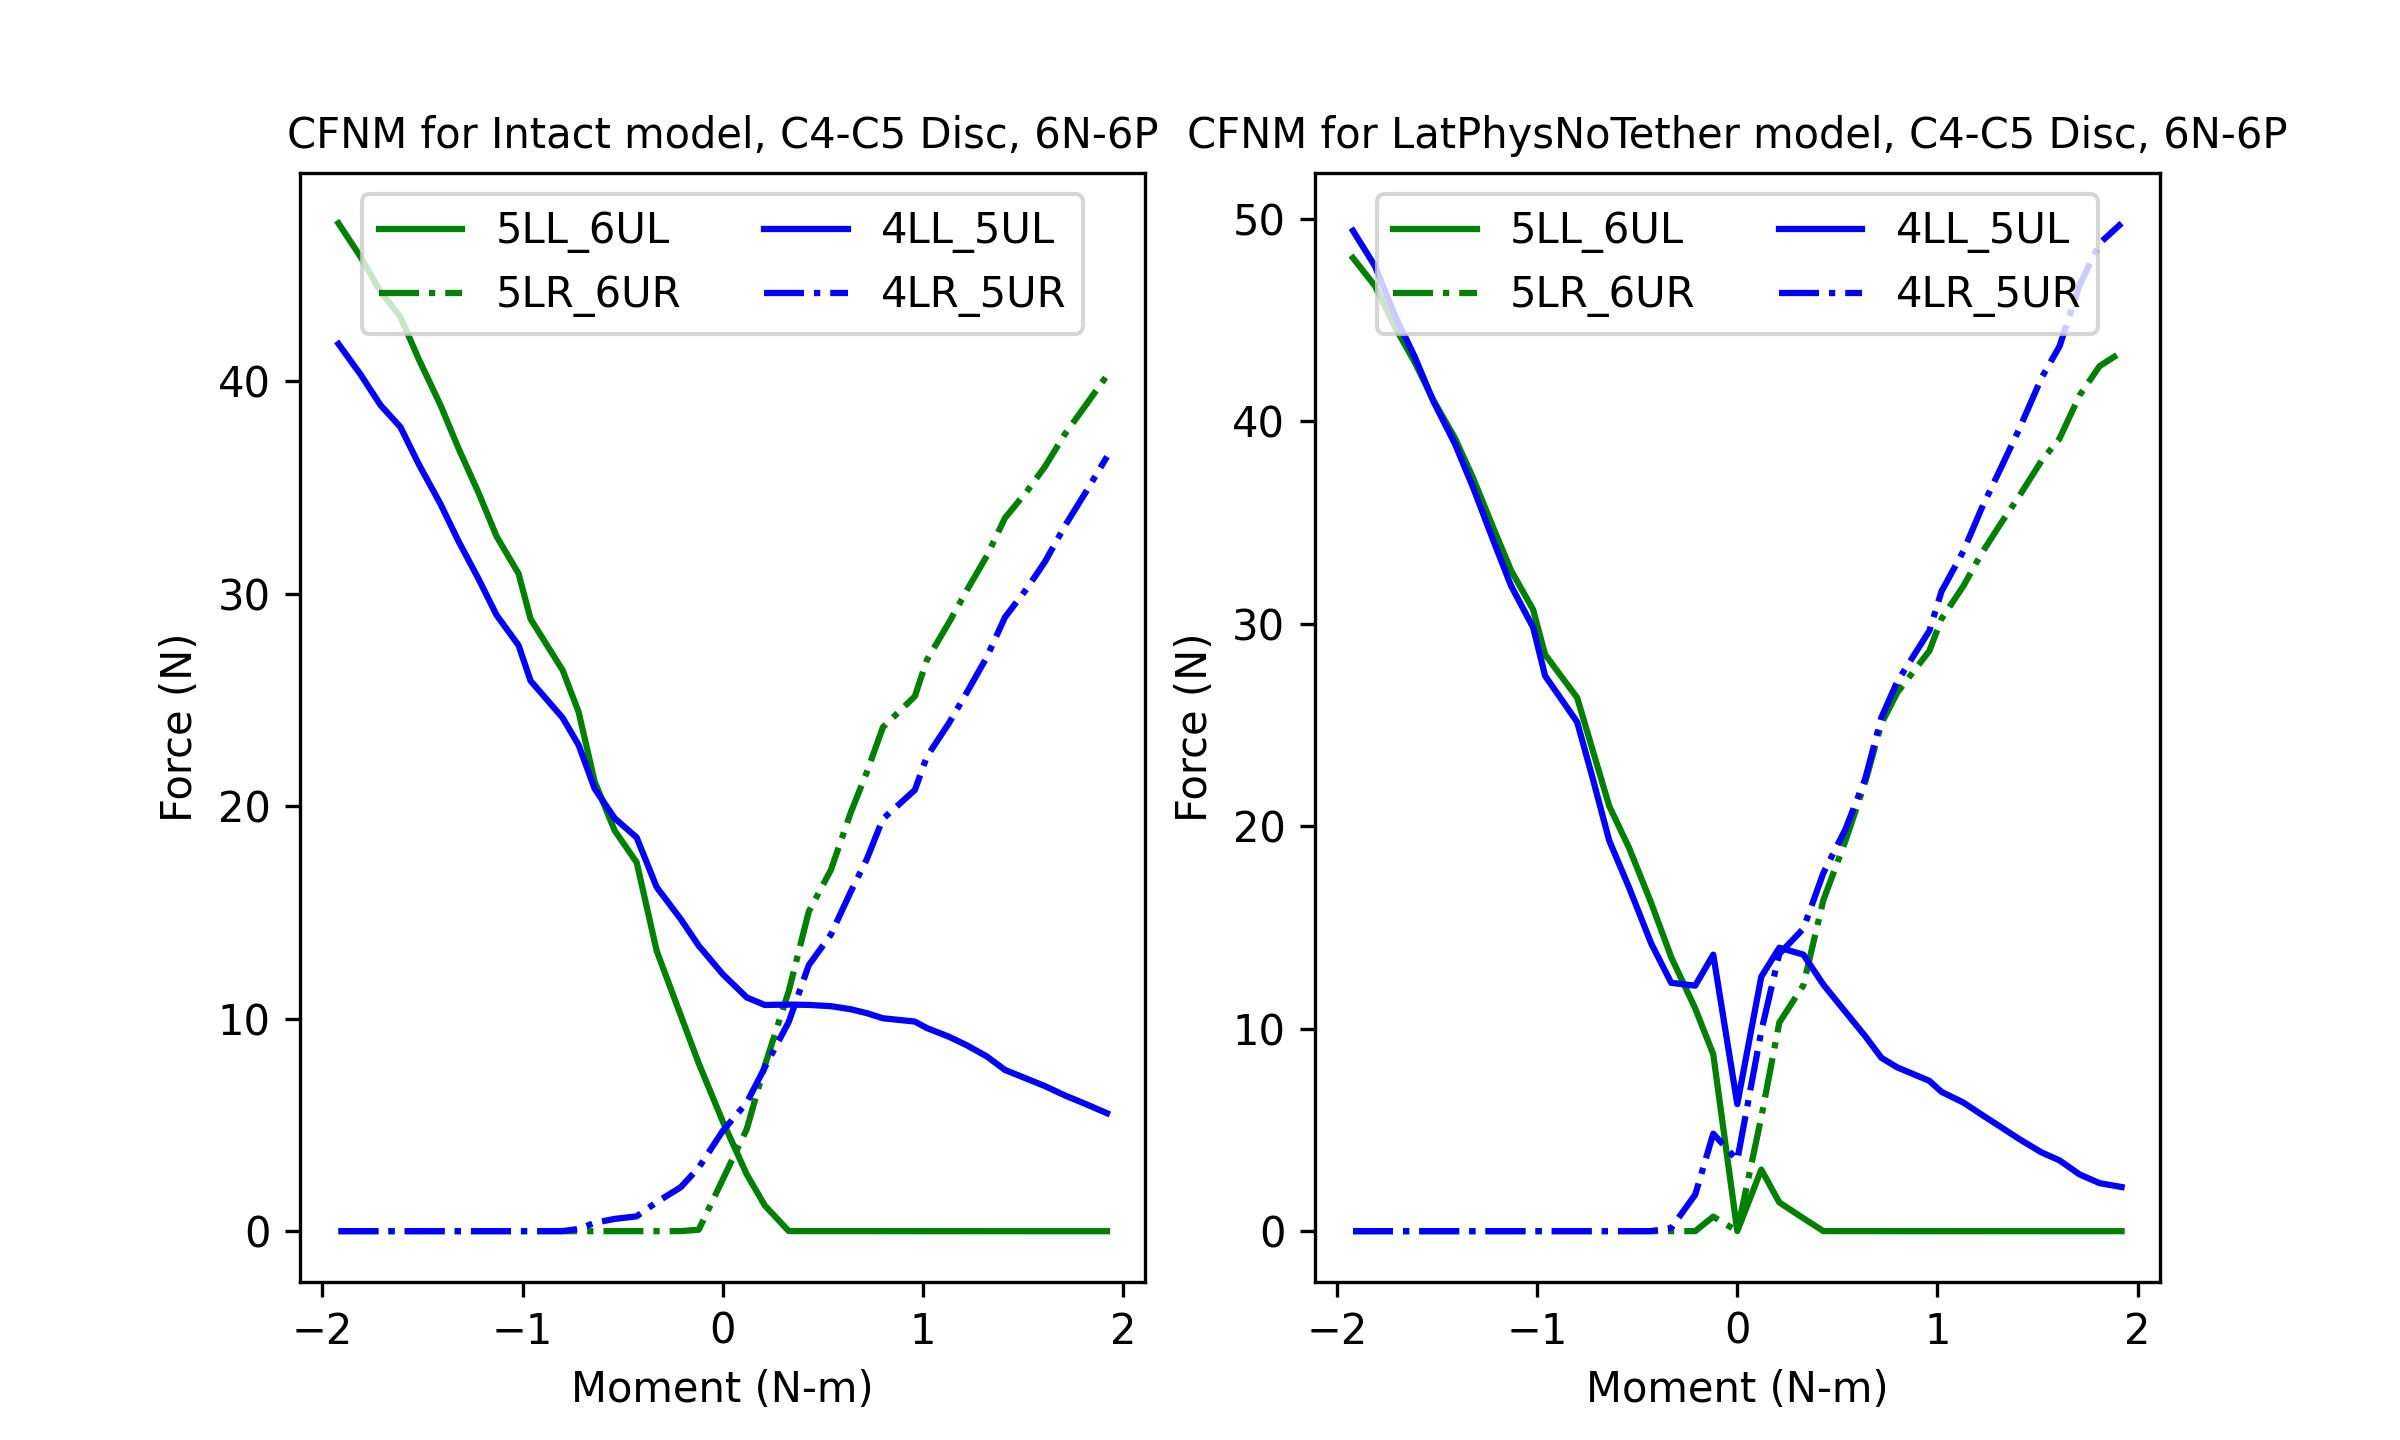 CFNM for Intact model, C4-C5 Disc, 6N-6P
5LL_6UL
5LR_6UR
4LL_5UL
4LR_5UR
40
30
20
10
0
Force (N)
−2
−1
0
1
2
Moment (N-m)
CFNM for LatPhysNoTether model, C4-C5 Disc, 6N-6P
5LL_6UL
5LR_6UR
4LL_5UL
4LR_5UR
50
40
30
20
10
0
Force (N)
−2
−1
0
1
2
Moment (N-m)